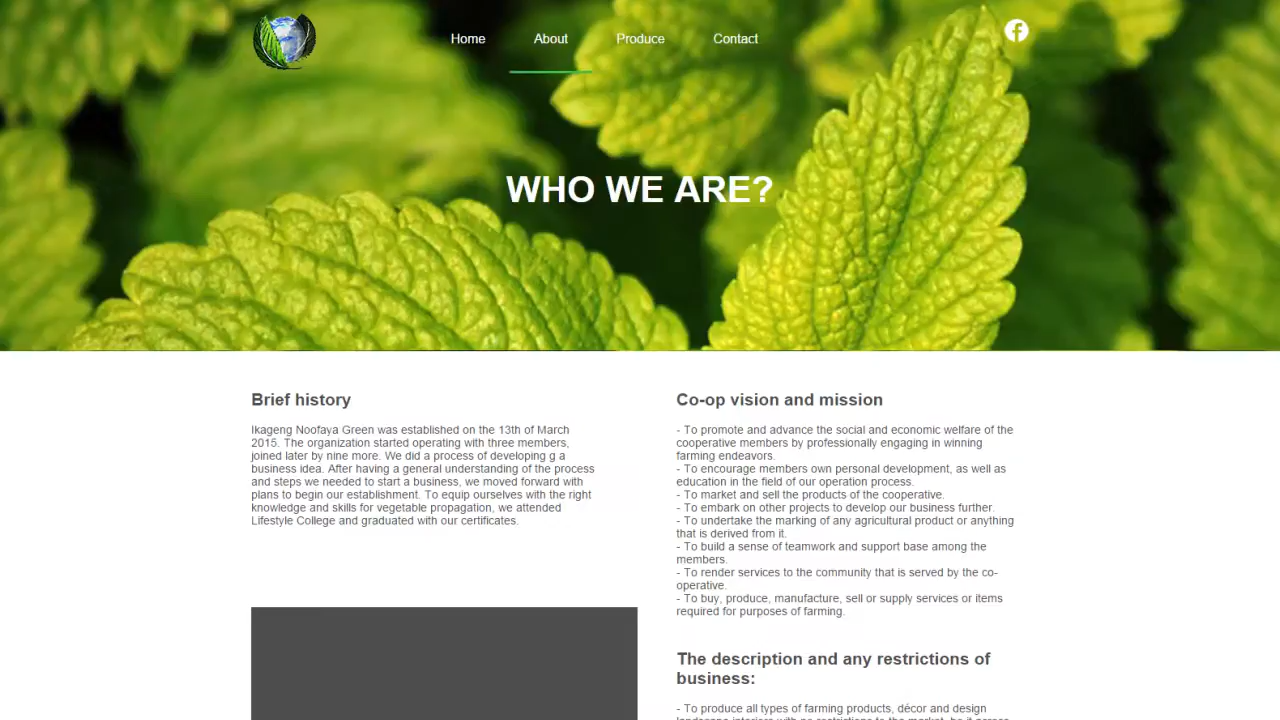 Home
About
Produce
Contact
WHO WE ARE?
Brief history
Ikageng Noofaya Green was established on the 13th of March
2015. The organization started operating with three members,
joined later by nine more. We did a process of developing g a
business idea. After having a general understanding of the process
and steps we needed to start a business, we moved forward with
plans to begin our establishment. To equip ourselves with the right
knowledge and skills for vegetable propagation, we attended
Lifestyle College and graduated with our certificates.
Co-op vision and mission
- To promote and advance the social and economic welfare of the
cooperative members by professionally engaging in winning
farming endeavors.
- To encourage members own personal development, as well as
education in the field of our operation process.
- To market and sell the products of the cooperative.
- To embark on other projects to develop our business further.
- To undertake the marking of any agricultural product or anything
that is derived from it.
- To build a sense of teamwork and support base among the
members.
- To render services to the community that is served by the co-
operative.
- To buy, produce, manufacture, sell or supply services or items
required for purposes of farming.
The description and any restrictions of
business:
- To produce all types of farming products, décor and design
landscape interiors with no restrictions to the market, be it across